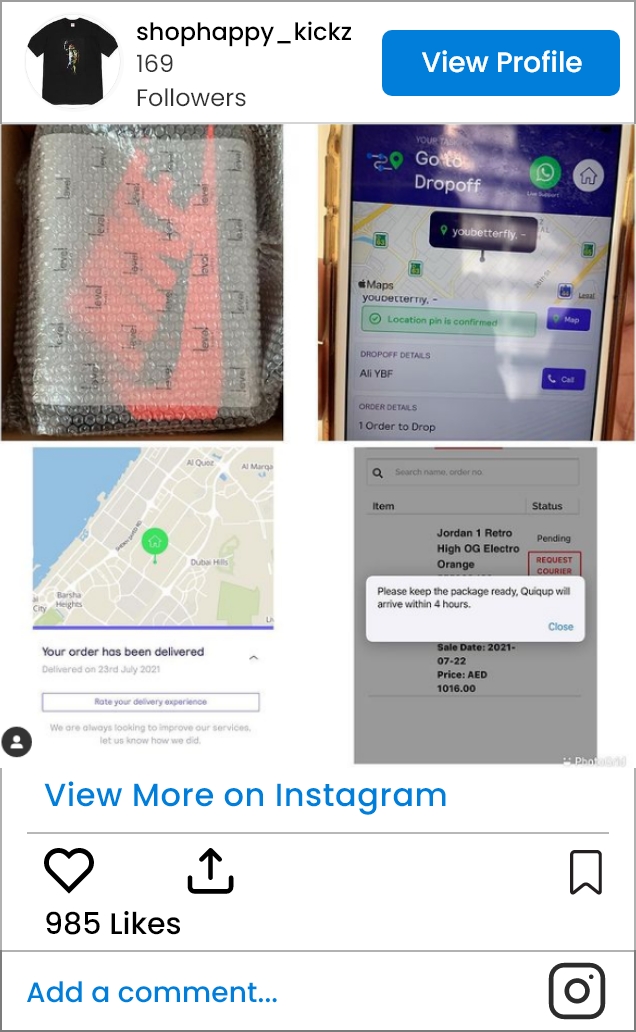 shophappy_kickz
169
Followers
View Profile
level
YOUR TA
Go to
Dropoff
Live Support
youbetterfly, -
Maps
Legal
youbetterfly, -
Location pin is confirmed
Map
DROPOFF DETAILS
Ali YBF
Call
ORDER DETAILS
1 Order to Drop
Al Quoz
Al Marqa
Dubai Hills
Barsha
Heights
City
Your order has been delivered
Delivered on 23rd July 2021
Rate your delivery experience
We are always looking to improve our services,
let us know how we did.
Search name, order no.
Item
Status
Jordan 1 Retro
High OG Electro
Orange
Pending
REQUEST
COURIER
Please keep the package ready, Quiqup will
arrive within 4 hours.
Close
Sale Date: 2021-
07-22
Price: AED
1016.00
PhotoGrid
View More on Instagram
985 Likes
Add a comment...